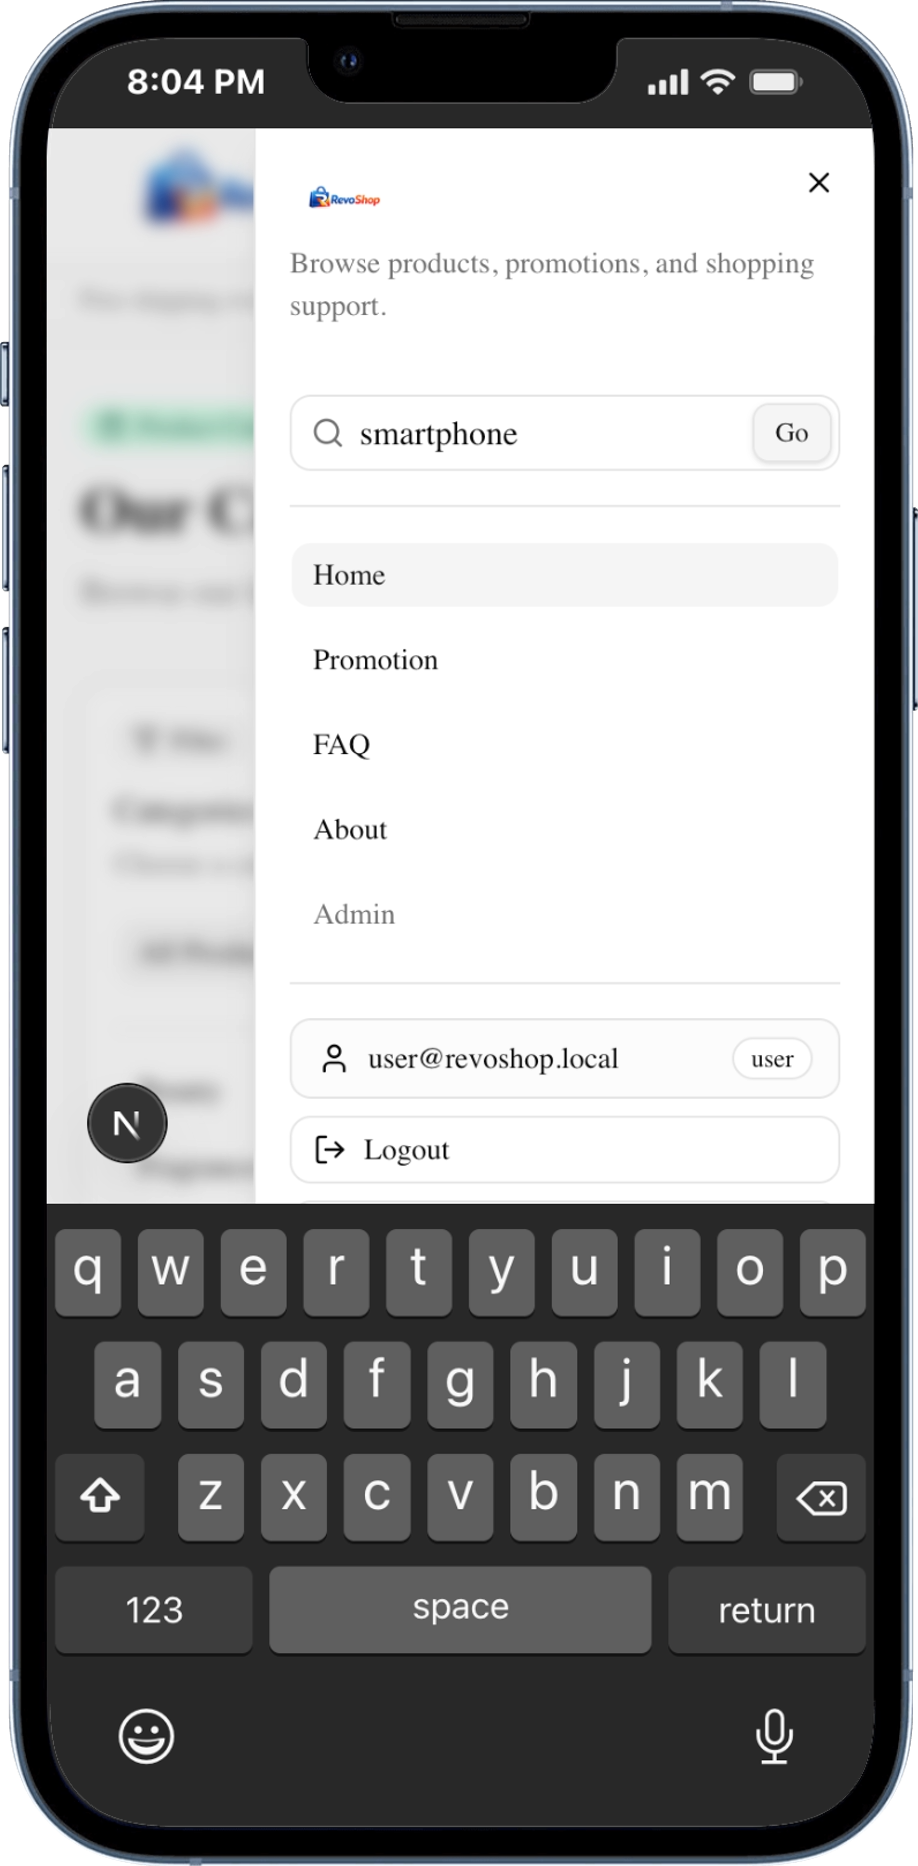 8:04 PM
RevoShop
Browse products, promotions, and shopping
support.
smartphone
Go
Home
Promotion
FAQ
About
Admin
user@revoshop.local
user
Logout
N
Our C
q w e r t y u i o p
a s d f g h j k l
z x c v b n m
123
space
return